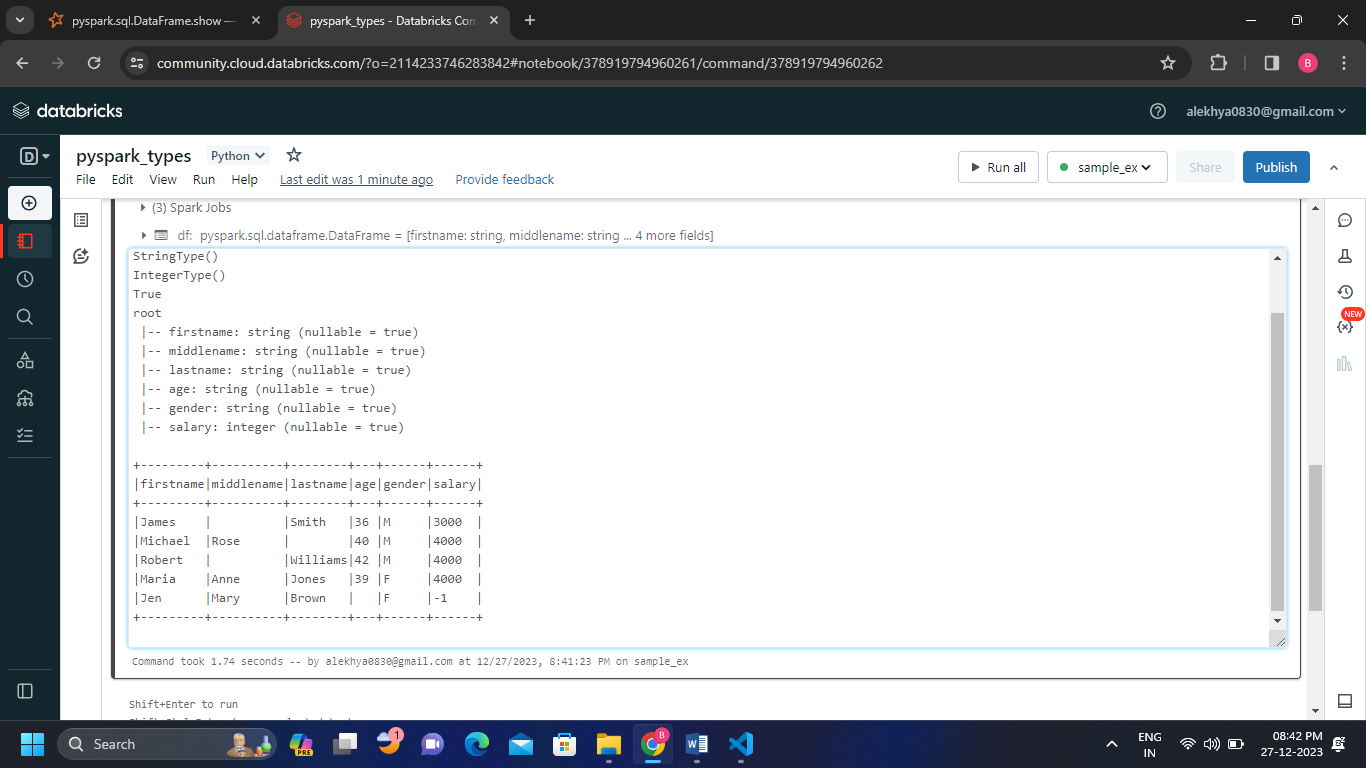 pyspark.sql.DataFrame.show —
pyspark_types - Databricks Com
community.cloud.databricks.com/?o=2114233746283842#notebook/378919794960261/command/378919794960262
B
databricks
alekhya0830@gmail.com
D
pyspark_types
Python
File Edit View Run Help Last edit was 1 minute ago Provide feedback
Run all
sample_ex
Share
Publish
(3) Spark Jobs
df: pyspark.sql.dataframe.DataFrame = [firstname: string, middlename: string ... 4 more fields]
StringType()
IntegerType()
True
root
 |-- firstname: string (nullable = true)
 |-- middlename: string (nullable = true)
 |-- lastname: string (nullable = true)
 |-- age: string (nullable = true)
 |-- gender: string (nullable = true)
 |-- salary: integer (nullable = true)
+---------+----------+--------+---+------+------+
|firstname|middlename|lastname|age|gender|salary|
+---------+----------+--------+---+------+------+
|James    |          |Smith   |36 |M     |3000  |
|Michael  |Rose      |        |40 |M     |4000  |
|Robert   |          |Williams|42 |M     |4000  |
|Maria    |Anne      |Jones   |39 |F     |4000  |
|Jen      |Mary      |Brown   |   |F     |-1    |
+---------+----------+--------+---+------+------+
Command took 1.74 seconds -- by alekhya0830@gmail.com at 12/27/2023, 8:41:23 PM on sample_ex
Shift+Enter to run
NEW
{x}
Search
PRE
1
B
ENG
IN
08:42 PM
27-12-2023